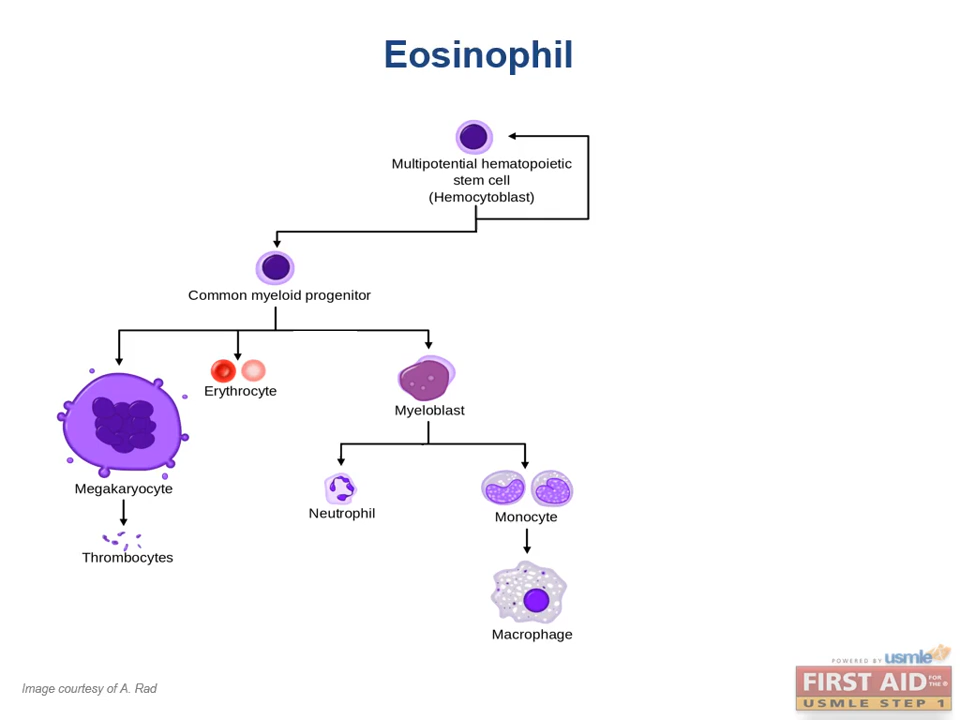 Eosinophil
Multipotential hematopoietic
stem cell
(Hemocytoblast)
Common myeloid progenitor
Erythrocyte
Myeloblast
Megakaryocyte
Neutrophil
Monocyte
Thrombocytes
Macrophage
Image courtesy of A. Rad
POWERED BY usmle
FIRST AID FOR THE ®
USMLE STEP 1